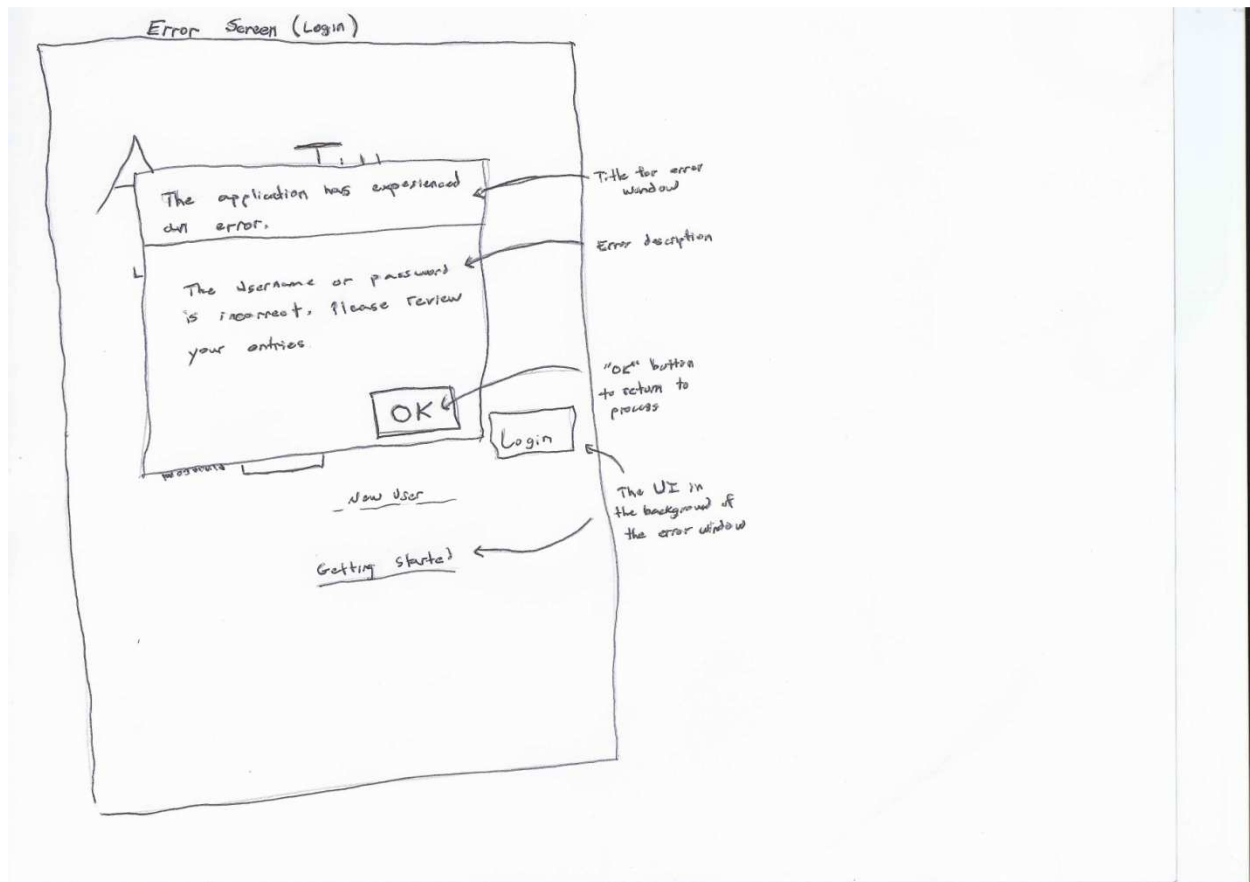 Error Screen (Login)
The application has experienced
an error.
The username or password
is incorrect. Please review
your entries
OK
Login
New User
Getting Started
Title for error
window
Error description
"OK" button
to return to
process
The UI in
the background of
the error window